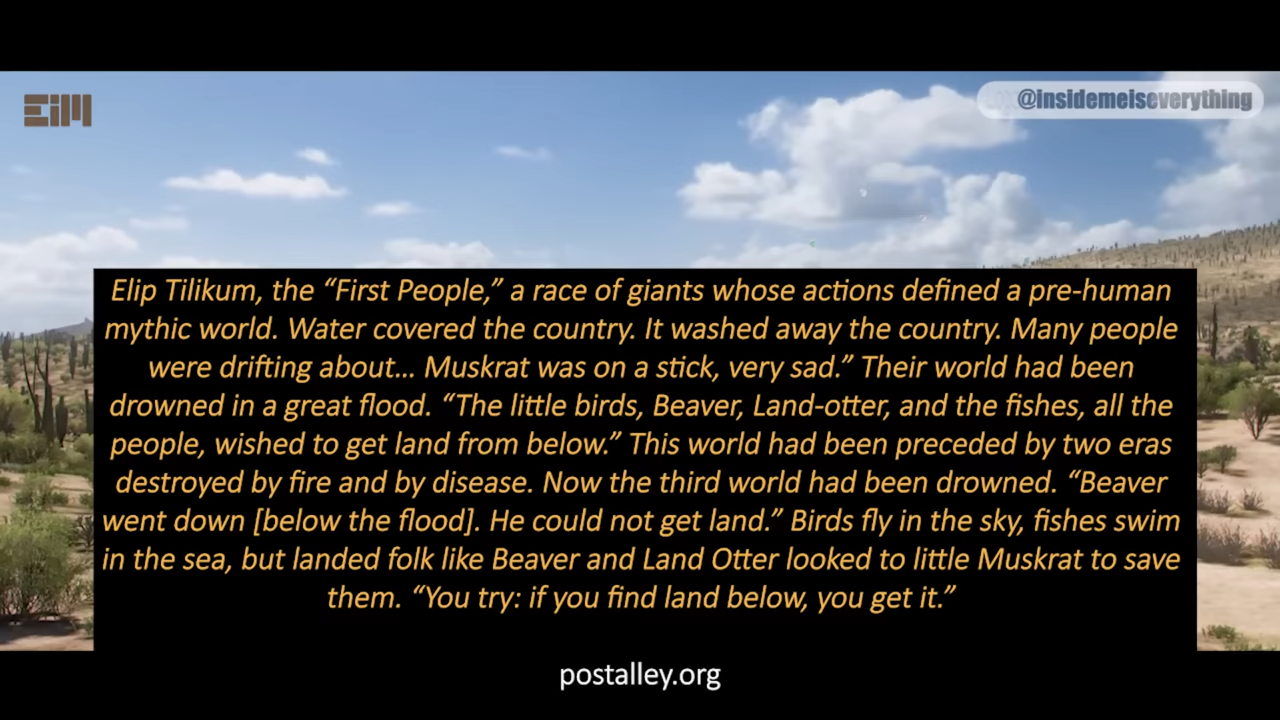 EiM
@insidemeiseverything
Elip Tilikum, the “First People,” a race of giants whose actions defined a pre-human
mythic world. Water covered the country. It washed away the country. Many people
were drifting about... Muskrat was on a stick, very sad.” Their world had been
drowned in a great flood. “The little birds, Beaver, Land-otter, and the fishes, all the
people, wished to get land from below.” This world had been preceded by two eras
destroyed by fire and by disease. Now the third world had been drowned. “Beaver
went down [below the flood]. He could not get land.” Birds fly in the sky, fishes swim
in the sea, but landed folk like Beaver and Land Otter looked to little Muskrat to save
them. “You try: if you find land below, you get it.”
postalley.org